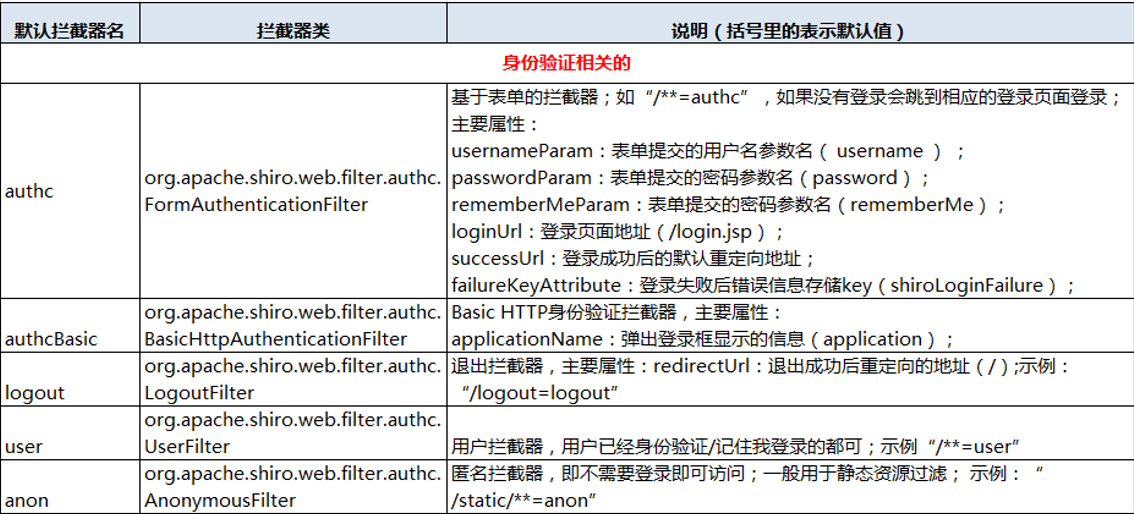 默认拦截器名 拦截器类 说明（括号里的表示默认值）
身份验证相关的
authc
org.apache.shiro.web.filter.authc.
FormAuthenticationFilter
基于表单的拦截器；如“/**=authc”，如果没有登录会跳到相应的登录页面登录；
主要属性：
usernameParam：表单提交的用户名参数名（ username ）；
passwordParam：表单提交的密码参数名（password）；
rememberMeParam：表单提交的密码参数名（rememberMe）；
loginUrl：登录页面地址（/login.jsp）；
successUrl：登录成功后的默认重定向地址；
failureKeyAttribute：登录失败后错误信息存储key（shiroLoginFailure）；
authcBasic
org.apache.shiro.web.filter.authc.
BasicHttpAuthenticationFilter
Basic HTTP身份验证拦截器，主要属性：
applicationName：弹出登录框显示的信息（application）；
logout
org.apache.shiro.web.filter.authc.
LogoutFilter
退出拦截器，主要属性：redirectUrl：退出成功后重定向的地址（/）;示例：
“/logout=logout”
user
org.apache.shiro.web.filter.authc.
UserFilter
用户拦截器，用户已经身份验证/记住我登录的都可；示例“/**=user”
anon
org.apache.shiro.web.filter.authc.
AnonymousFilter
匿名拦截器，即不需要登录即可访问；一般用于静态资源过滤； 示例：“
/static/**=anon”